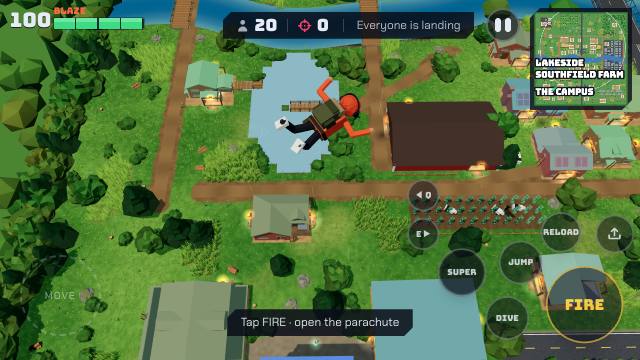 BLAZE
100
20
0
Everyone is landing
LAKESIDE
SOUTHFIELD FARM
THE CAMPUS
Q
E
RELOAD
JUMP
SUPER
MOVE
FIRE
DIVE
Tap FIRE · open the parachute